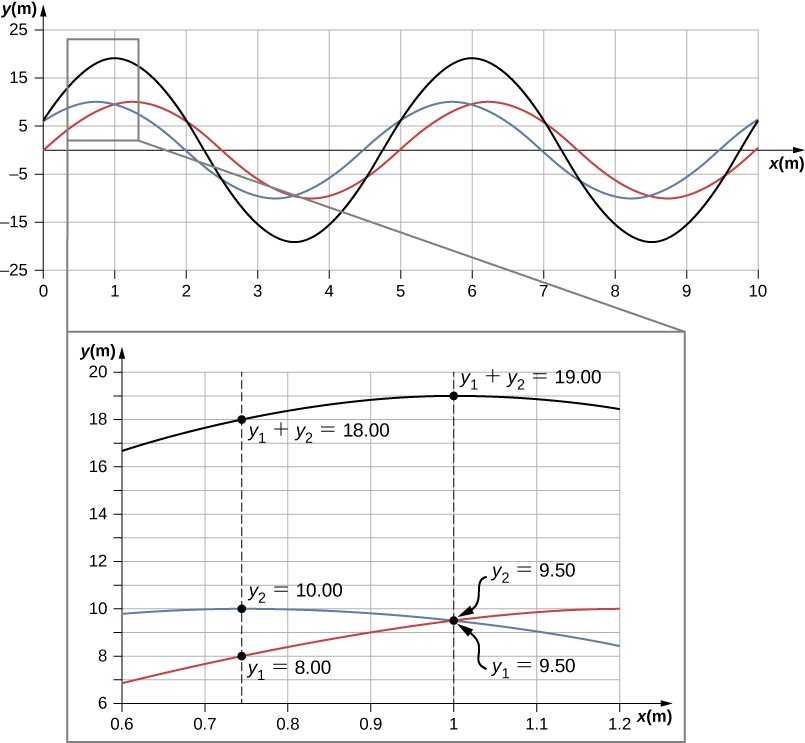 y(m)
25
15
5
–5
–15
–25
x(m)
0 1 2 3 4 5 6 7 8 9 10
y(m)
20
18
16
14
12
10
8
6
y₁ + y₂ = 19.00
y₁ + y₂ = 18.00
y₂ = 9.50
y₂ = 10.00
y₁ = 8.00
y₁ = 9.50
x(m)
0.6 0.7 0.8 0.9 1 1.1 1.2